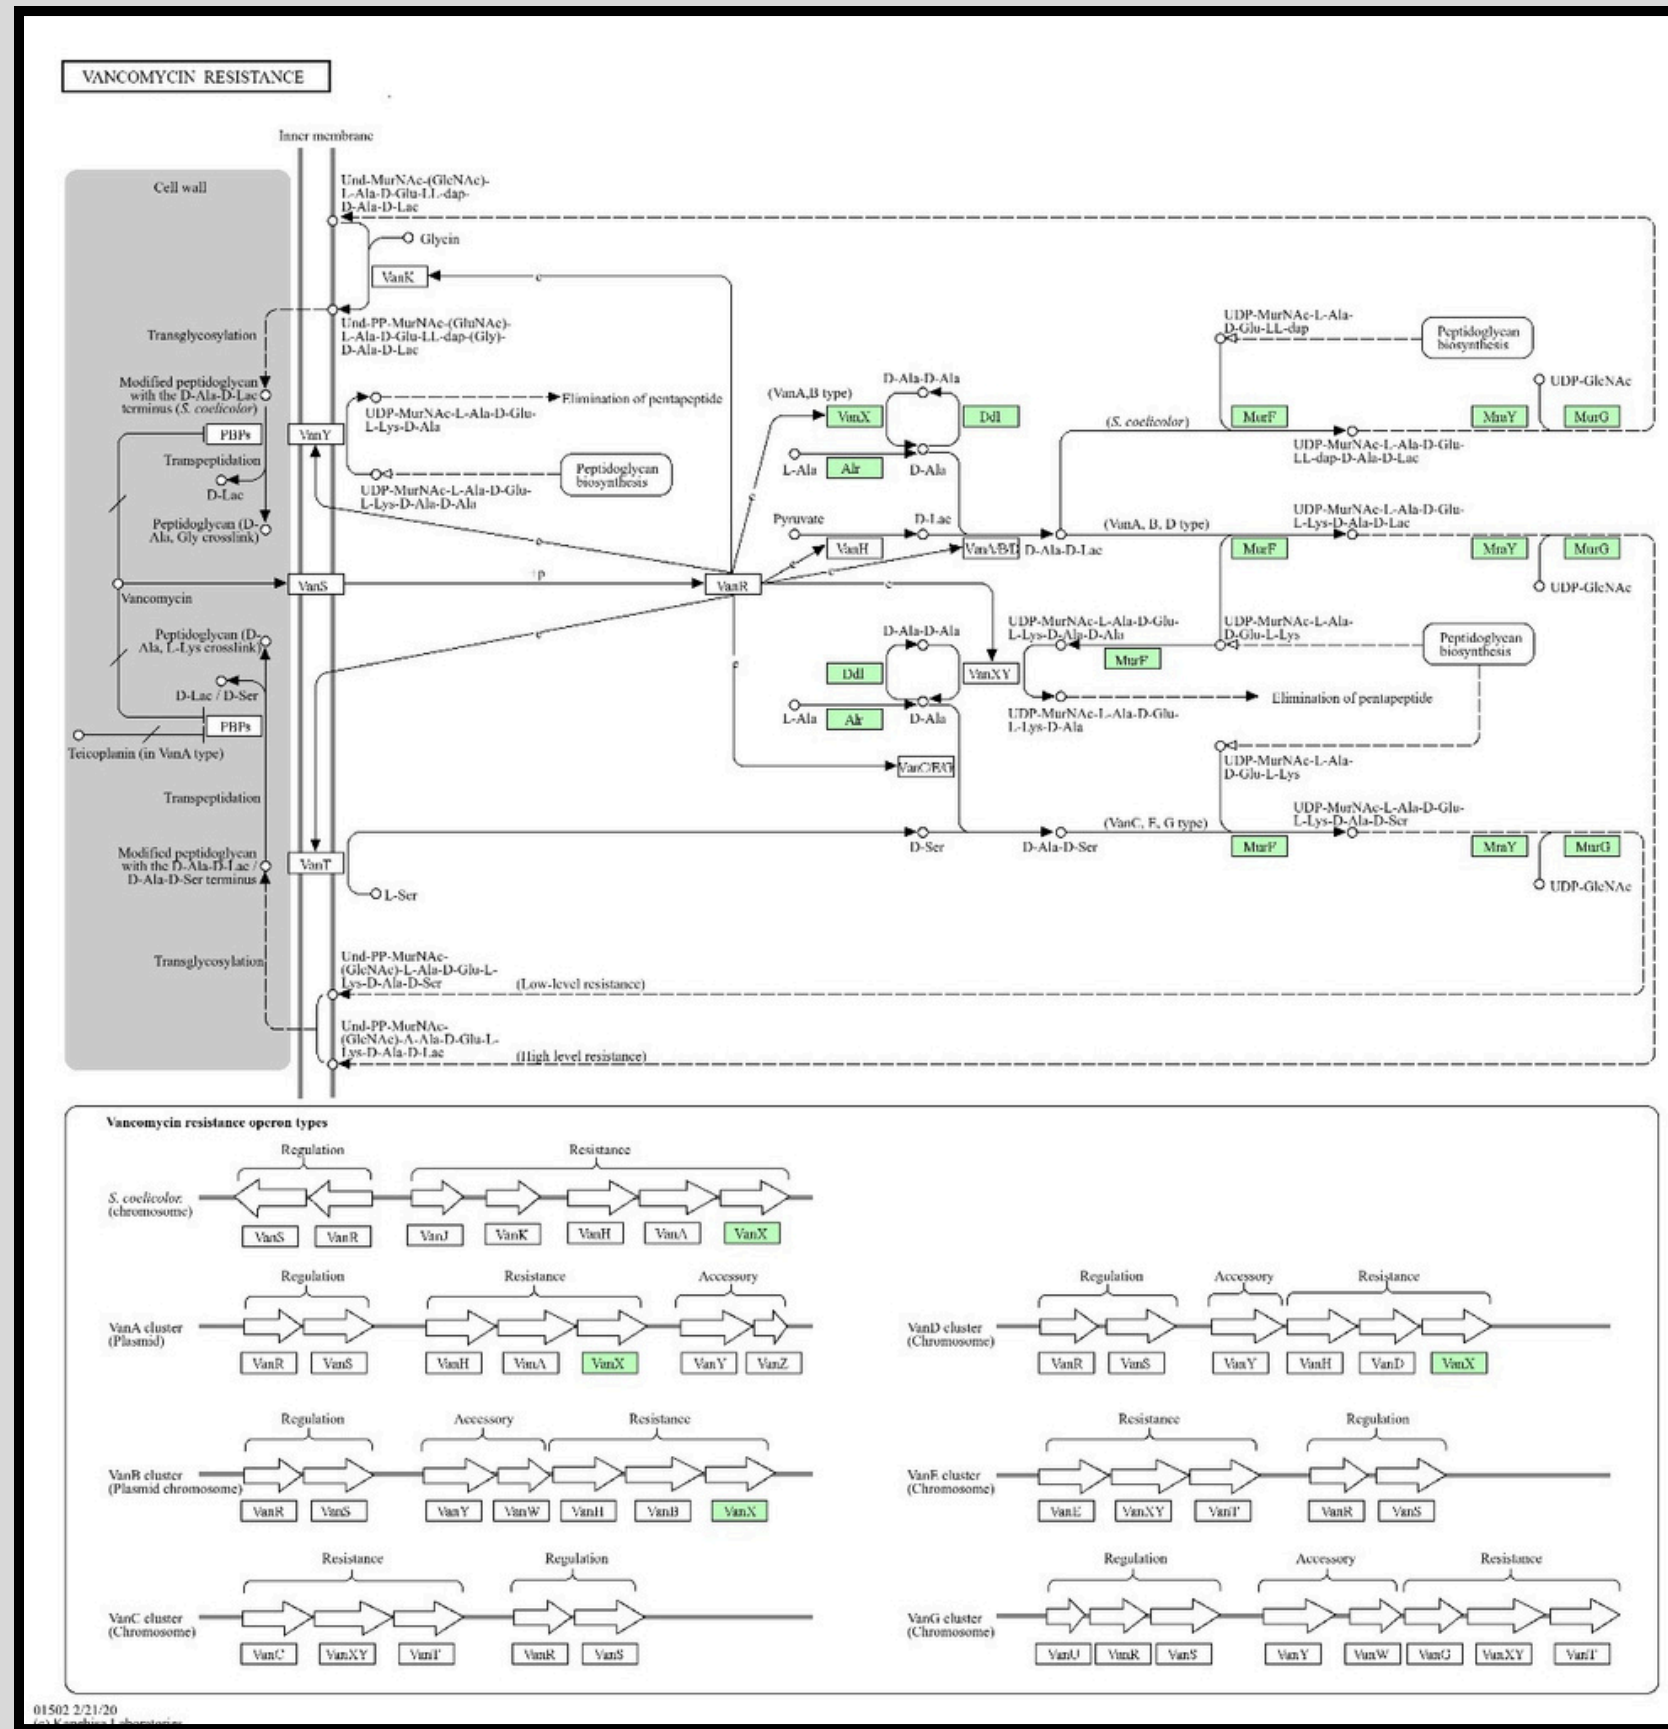 VANCOMYCIN RESISTANCE
Inner membrane
Cell wall
Und-MurNAc-(GlcNAc)-
L-Ala-D-Glu-LL-dap-
D-Ala-D-Lac
Glycin
VanK
e
Und-PP-MurNAc-(GluNAc)-
L-Ala-D-Glu-LL-dap-(Gly)-
D-Ala-D-Lac
Transglycosylation
Modified peptidoglycan
with the D-Ala-D-Lac
terminus (S. coelicolor)
PBPs
Transpeptidation
D-Lac
Peptidoglycan (D-
Ala, Gly crosslink)
VanY
Elimination of pentapeptide
UDP-MurNAc-L-Ala-D-Glu-
L-Lys-D-Ala
Peptidoglycan
biosynthesis
UDP-MurNAc-L-Ala-D-Glu-
L-Lys-D-Ala-D-Ala
e
Vancomycin
VanS
+p
VanR
(VanA,B type)
VanX
D-Ala-D-Ala
Ddl
L-Ala
Alr
D-Ala
e
Pyruvate
D-Lac
VanH
VanA/B/D
D-Ala-D-Lac
e
e
e
(S. coelicolor)
UDP-MurNAc-L-Ala-
D-Glu-LL-dap
Peptidoglycan
biosynthesis
UDP-GlcNAc
MurF
MraY
MurG
UDP-MurNAc-L-Ala-D-Glu-
LL-dap-D-Ala-D-Lac
(VanA, B, D type)
UDP-MurNAc-L-Ala-D-Glu-
L-Lys-D-Ala-D-Lac
MurF
MraY
MurG
UDP-GlcNAc
UDP-MurNAc-L-Ala-D-Glu-
L-Lys-D-Ala-D-Ala
UDP-MurNAc-L-Ala-
D-Glu-L-Lys
Peptidoglycan
biosynthesis
MurF
Elimination of pentapeptide
UDP-MurNAc-L-Ala-D-Glu-
L-Lys-D-Ala
Peptidoglycan (D-
Ala, L-Lys crosslink)
D-Lac / D-Ser
PBPs
Teicoplanin (in VanA type)
e
e
D-Ala-D-Ala
Ddl
VanXY
L-Ala
Alr
D-Ala
VanC/E/G
UDP-MurNAc-L-Ala-
D-Glu-L-Lys
Transpeptidation
Modified peptidoglycan
with the D-Ala-D-Lac /
D-Ala-D-Ser terminus
VanT
L-Ser
D-Ser
D-Ala-D-Ser
(VanC, E, G type)
UDP-MurNAc-L-Ala-D-Glu-
L-Lys-D-Ala-D-Ser
MurF
MraY
MurG
UDP-GlcNAc
Transglycosylation
Und-PP-MurNAc-
(GlcNAc)-L-Ala-D-Glu-L-
Lys-D-Ala-D-Ser
(Low-level resistance)
Und-PP-MurNAc-
(GlcNAc)-A-Ala-D-Glu-L-
Lys-D-Ala-D-Lac
(High level resistance)
Vancomycin resistance operon types
Regulation Resistance
S. coelicolor.
(chromosome)
VanS VanR VanJ VanK VanH VanA VanX
Regulation Resistance Accessory
VanA cluster
(Plasmid)
VanR VanS VanH VanA VanX VanY VanZ
Regulation Accessory Resistance
VanD cluster
(Chromosome)
VanR VanS VanY VanH VanD VanX
Regulation Accessory Resistance
VanB cluster
(Plasmid chromosome)
VanR VanS VanY VanW VanH VanB VanX
Resistance Regulation
VanE cluster
(Chromosome)
VanE VanXY VanT VanR VanS
Resistance Regulation
VanC cluster
(Chromosome)
VanC VanXY VanT VanR VanS
Regulation Accessory Resistance
VanG cluster
(Chromosome)
VanU VanR VanS VanY VanW VanG VanXY VanT
01502 2/21/20
(c) Kanehisa Laboratories